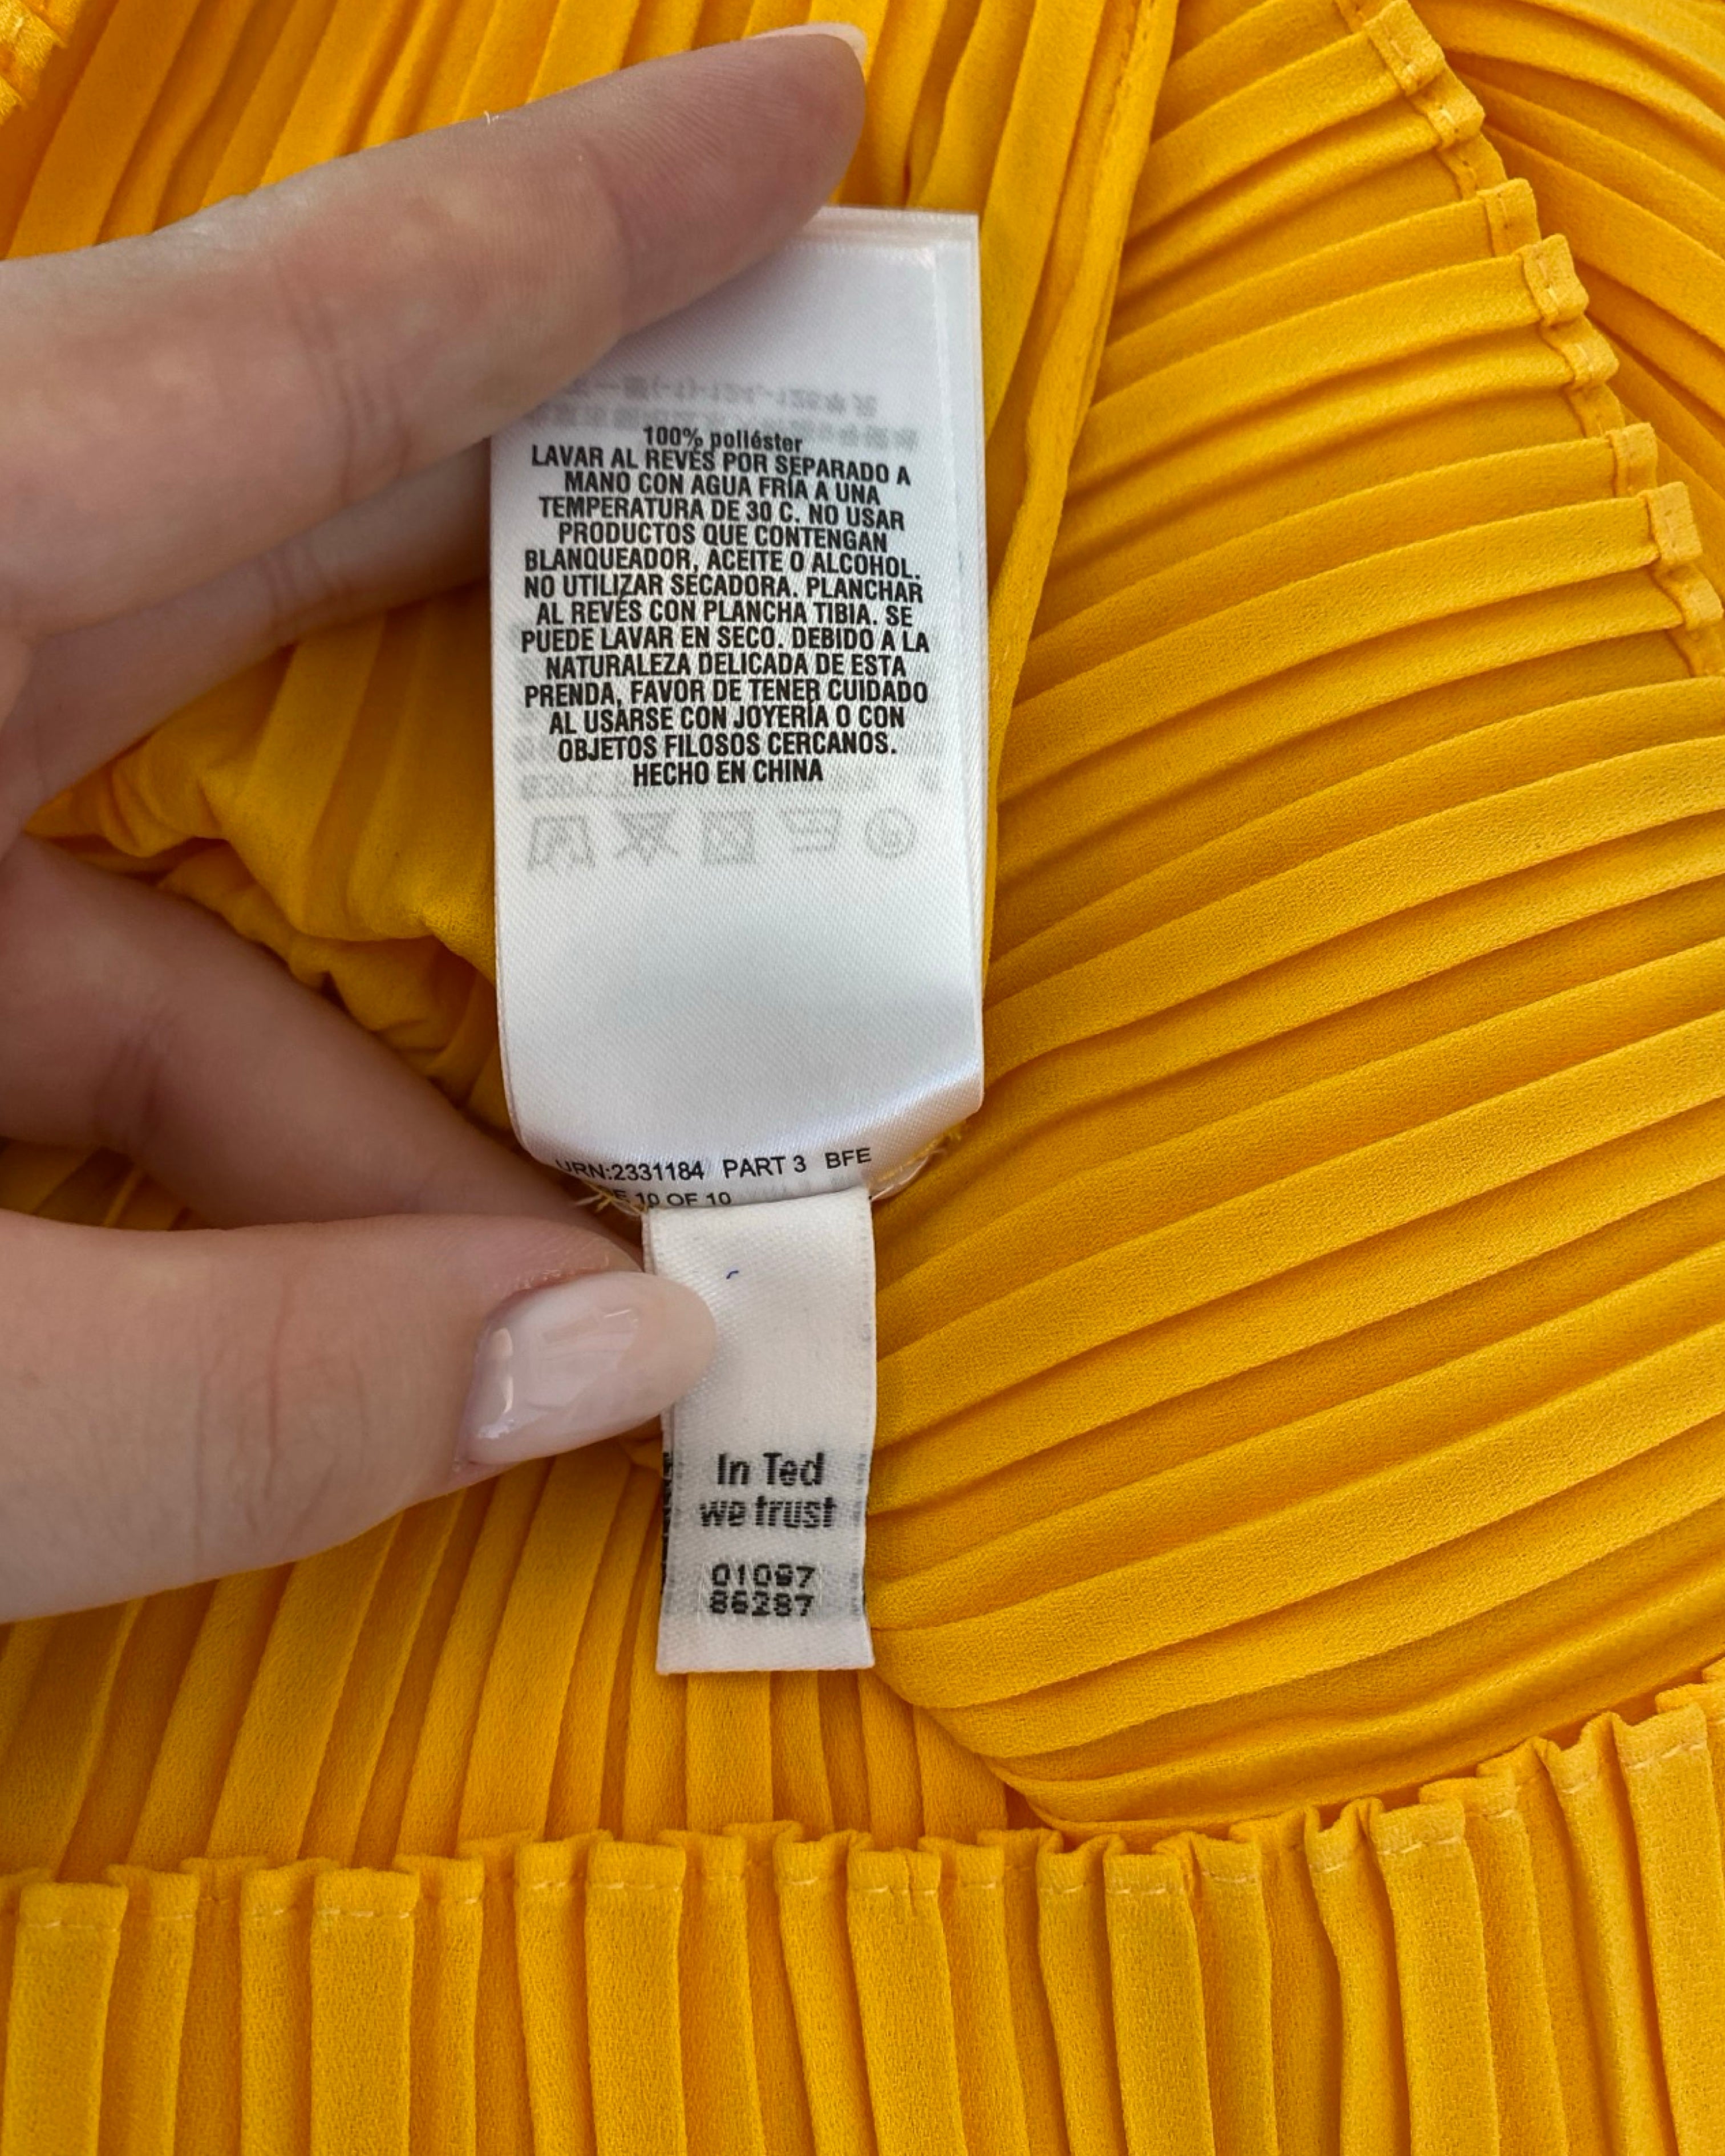 100% poliéster
LAVAR AL REVÉS POR SEPARADO A
MANO CON AGUA FRÍA A UNA
TEMPERATURA DE 30 C. NO USAR
PRODUCTOS QUE CONTENGAN
BLANQUEADOR, ACEITE O ALCOHOL.
NO UTILIZAR SECADORA. PLANCHAR
AL REVÉS CON PLANCHA TIBIA. SE
PUEDE LAVAR EN SECO. DEBIDO A LA
NATURALEZA DELICADA DE ESTA
PRENDA, FAVOR DE TENER CUIDADO
AL USARSE CON JOYERÍA O CON
OBJETOS FILOSOS CERCANOS.
HECHO EN CHINA
URN:2331184 PART 3 BFE
10 OF 10
In Ted
we trust
01097
86287